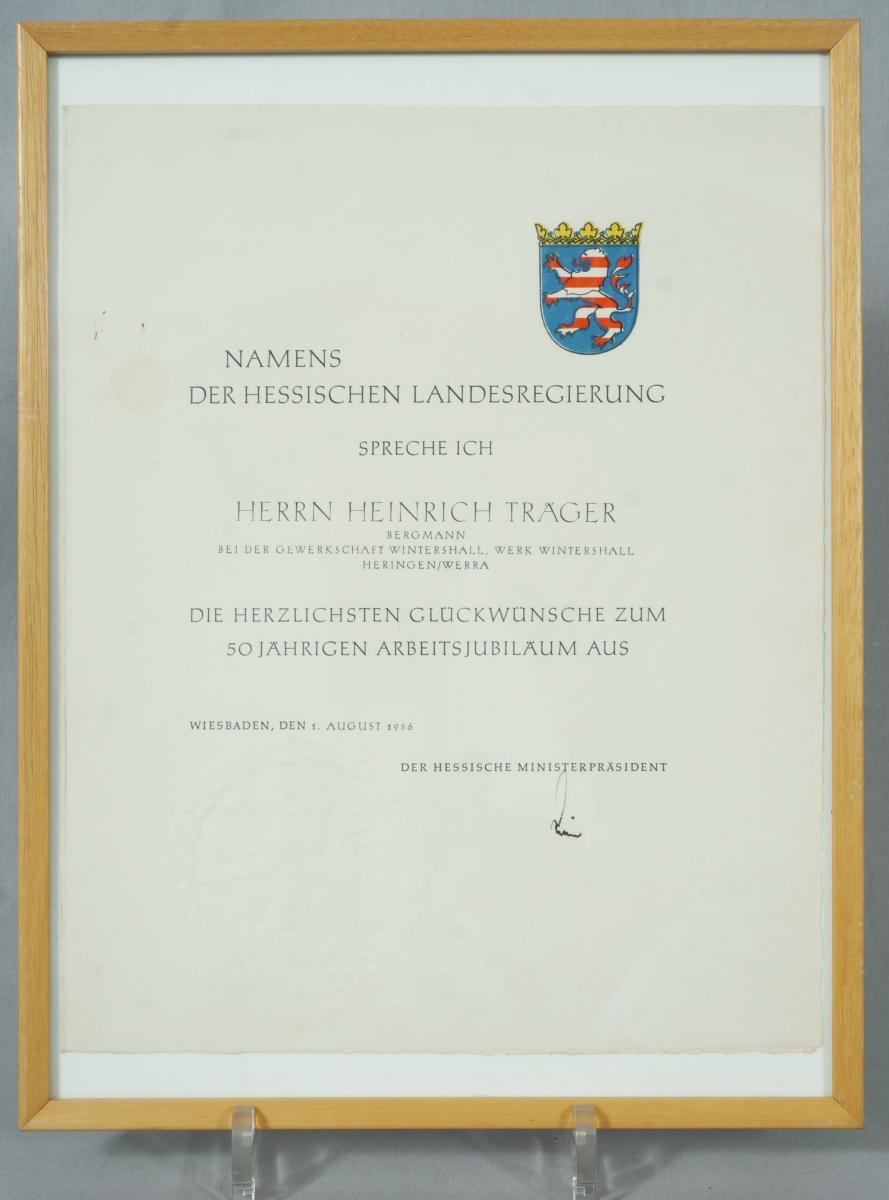 NAMENS
DER HESSISCHEN LANDESREGIERUNG
SPRECHE ICH
HERRN HEINRICH TRÄGER
BERGMANN
BEI DER GEWERKSCHAFT WINTERSHALL, WERK WINTERSHALL
HERINGEN/WERRA
DIE HERZLICHSTEN GLÜCKWÜNSCHE ZUM
50 JÄHRIGEN ARBEITSJUBILÄUM AUS
WIESBADEN, DEN 1. AUGUST 1956
DER HESSISCHE MINISTERPRÄSIDENT